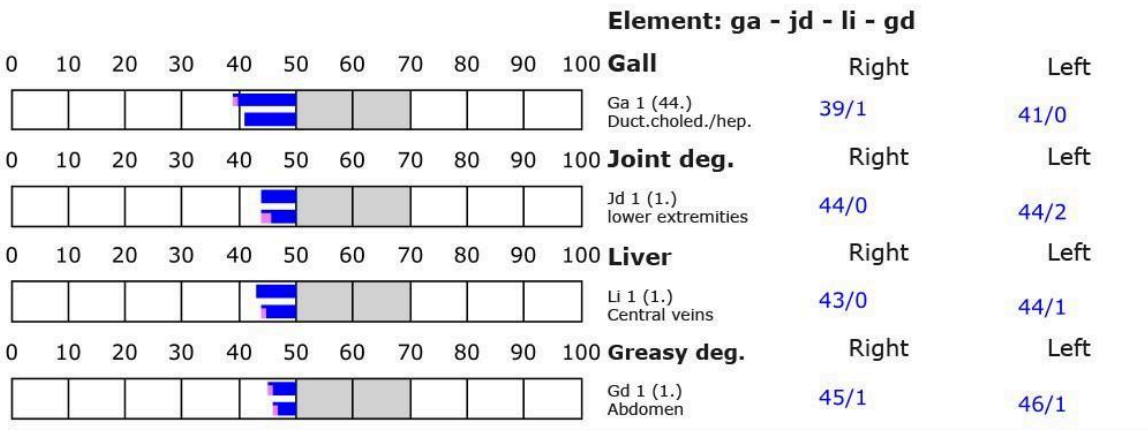 Element: ga - jd - li - gd
0 10 20 30 40 50 60 70 80 90 100 Gall Right Left
Ga 1 (44.) 39/1 41/0
Duct.choled./hep.
0 10 20 30 40 50 60 70 80 90 100 Joint deg. Right Left
Jd 1 (1.) 44/0 44/2
lower extremities
0 10 20 30 40 50 60 70 80 90 100 Liver Right Left
Li 1 (1.) 43/0 44/1
Central veins
0 10 20 30 40 50 60 70 80 90 100 Greasy deg. Right Left
Gd 1 (1.) 45/1 46/1
Abdomen